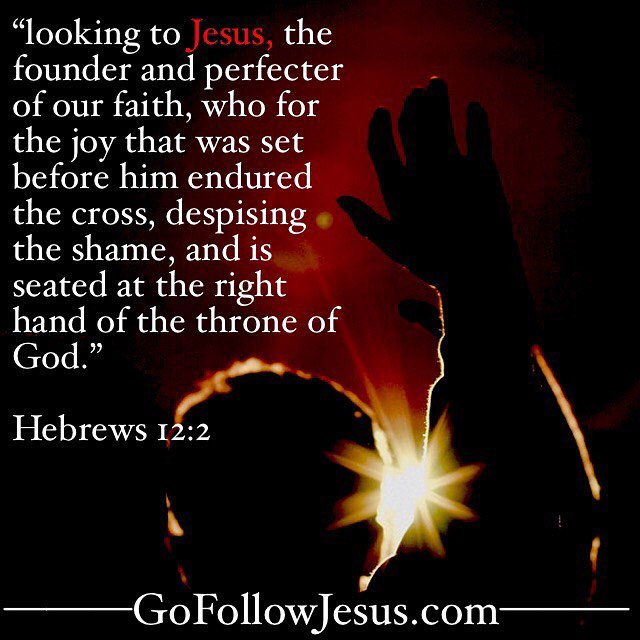 “looking to Jesus, the
founder and perfecter
of our faith, who for
the joy that was set
before him endured
the cross, despising
the shame, and is
seated at the right
hand of the throne of
God.”
Hebrews 12:2
GoFollowJesus.com